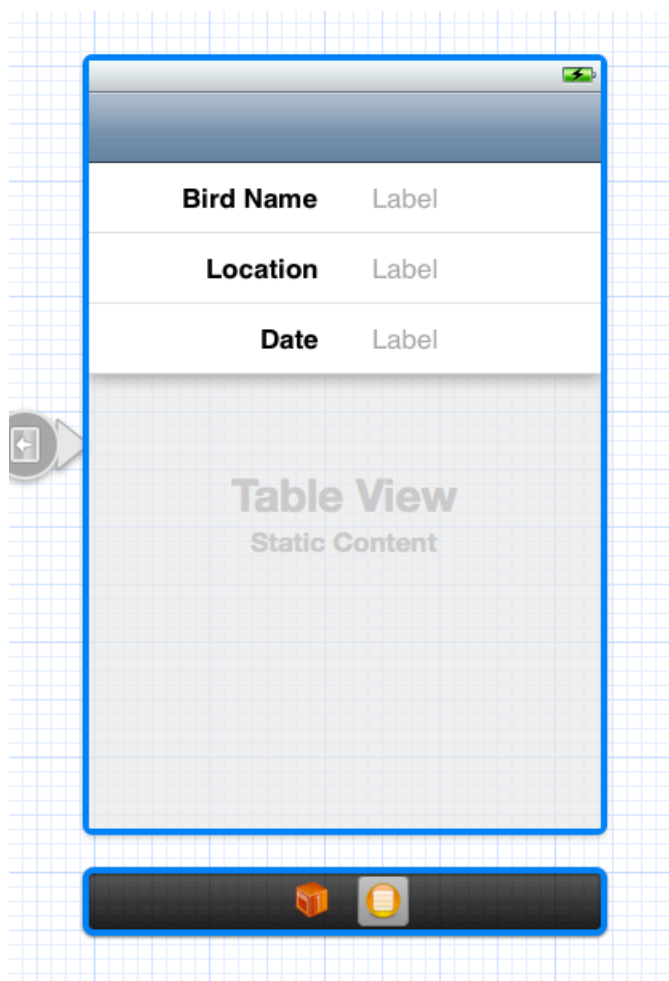 Bird Name Label
Location Label
Date Label
Table View
Static Content